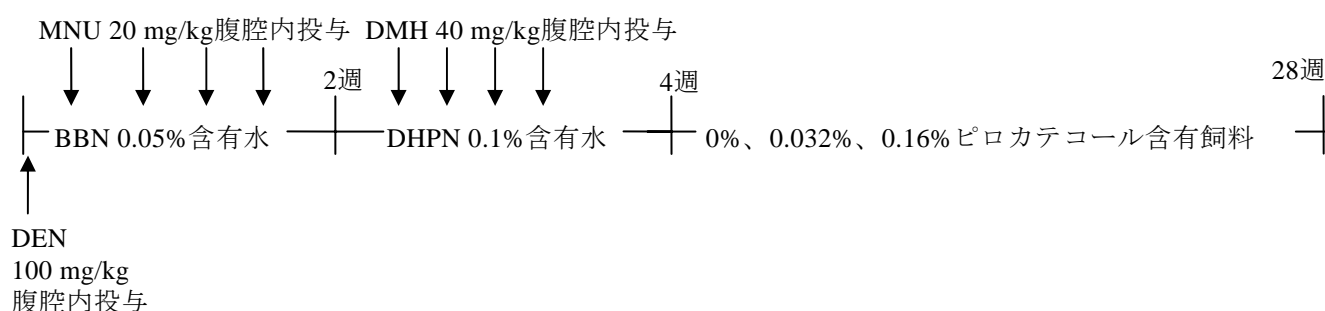 MNU 20 mg/kg腹腔内投与 DMH 40 mg/kg腹腔内投与
2週
4週
28週
BBN 0.05%含有水
DHPN 0.1%含有水
0%、0.032%、0.16%ピロカテコール含有飼料
DEN
100 mg/kg
腹腔内投与